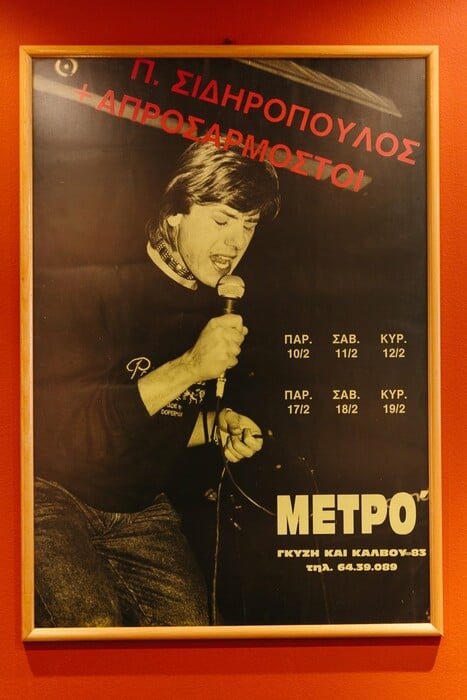 Π. ΣΙΔΗΡΟΠΟΥΛΟΣ
+ ΑΠΡΟΣΑΡΜΟΣΤΟΙ
ΠΑΡ. ΣΑΒ. ΚΥΡ.
10/2 11/2 12/2
ΠΑΡ. ΣΑΒ. ΚΥΡ.
17/2 18/2 19/2
ΜΕΤΡΟ
ΓΚΥΖΗ ΚΑΙ ΚΑΛΒΟΥ-83
τηλ. 64.39.089